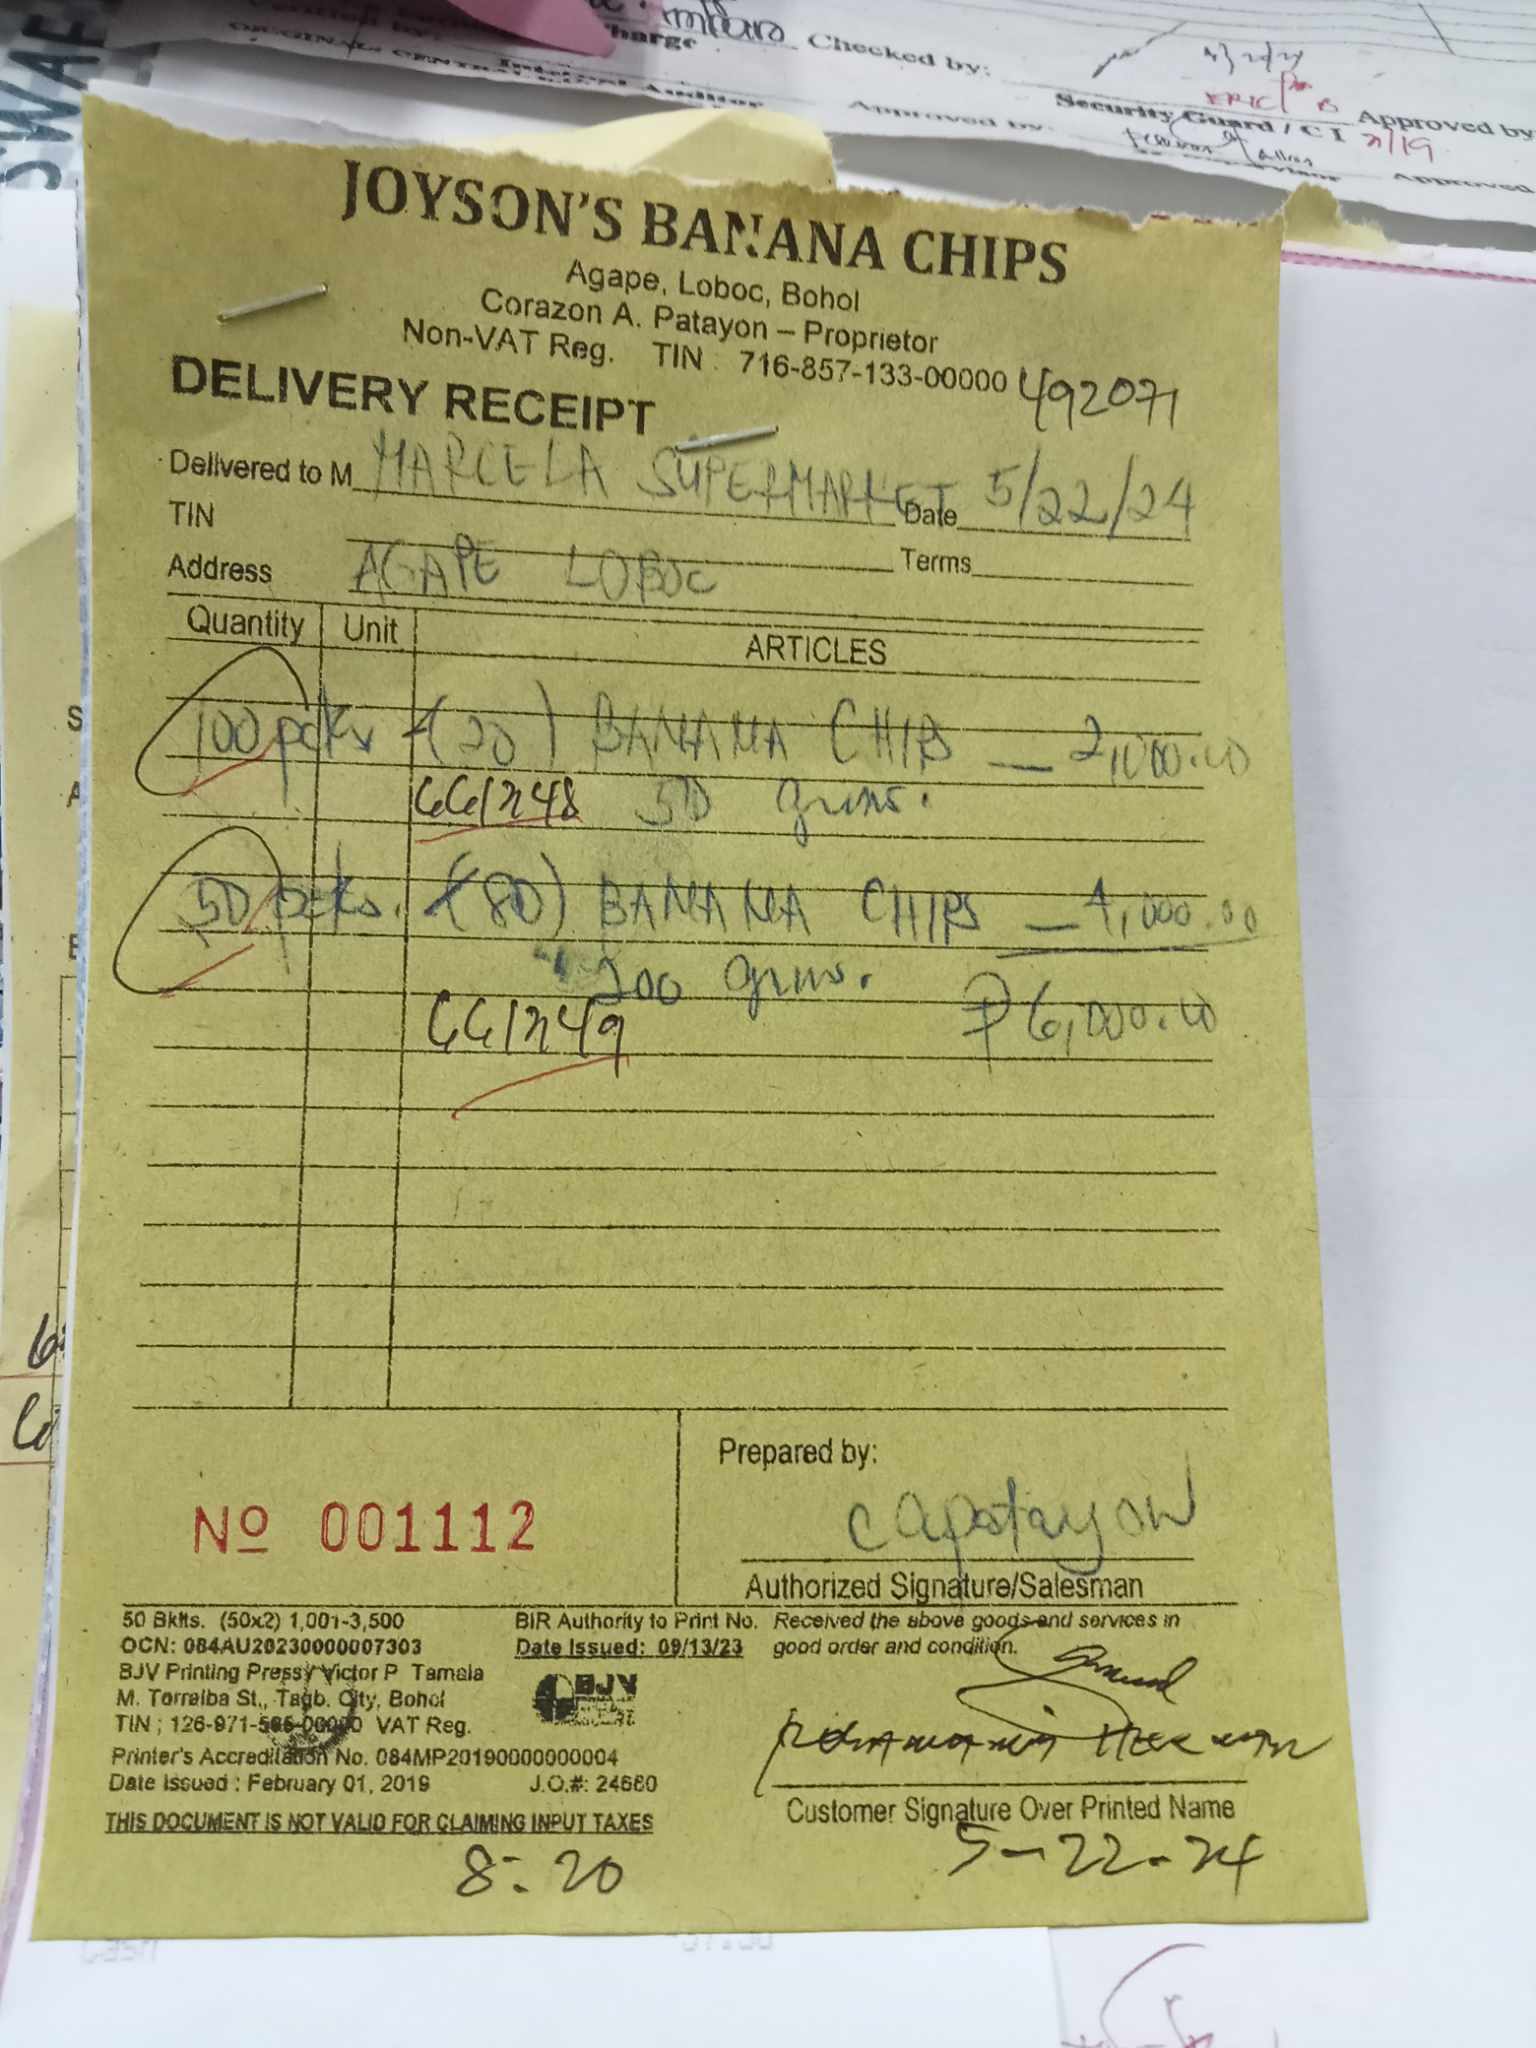 Checked by:
Security Guard / C I
Approved by
Approved by:
Approved
JOYSON'S BANANA CHIPS
Agape, Loboc, Bohol
Corazon A. Patayon – Proprietor
Non-VAT Reg. TIN : 716-857-133-00000 492071
DELIVERY RECEIPT
Delivered to M MARCELA SUPERMARKET Date 5/22/24
TIN Terms
Address AGAPE LOBOC
Quantity Unit ARTICLES
100 pcks (20) BANANA CHIPS — 2,000.00
50 grms.
50 pcks. (80) BANANA CHIPS — 4,000.00
200 grms. ₱6,000.00
Prepared by:
capatayon
Nº 001112
Authorized Signature/Salesman
50 Bklts. (50x2) 1,001-3,500 BIR Authority to Print No. Received the above goods and services in
OCN: 084AU20230000007303 Date Issued: 09/13/23 good order and condition.
BJV Printing Press/ Victor P Tamala
M. Torralba St., Tagb. City, Bohol BJV
TIN ; 126-971-565-00000 VAT Reg.
Printer's Accreditation No. 084MP20190000000004
Date Issued : February 01, 2019 J.O.#: 24660
THIS DOCUMENT IS NOT VALID FOR CLAIMING INPUT TAXES
Customer Signature Over Printed Name
8:20 5-22-24